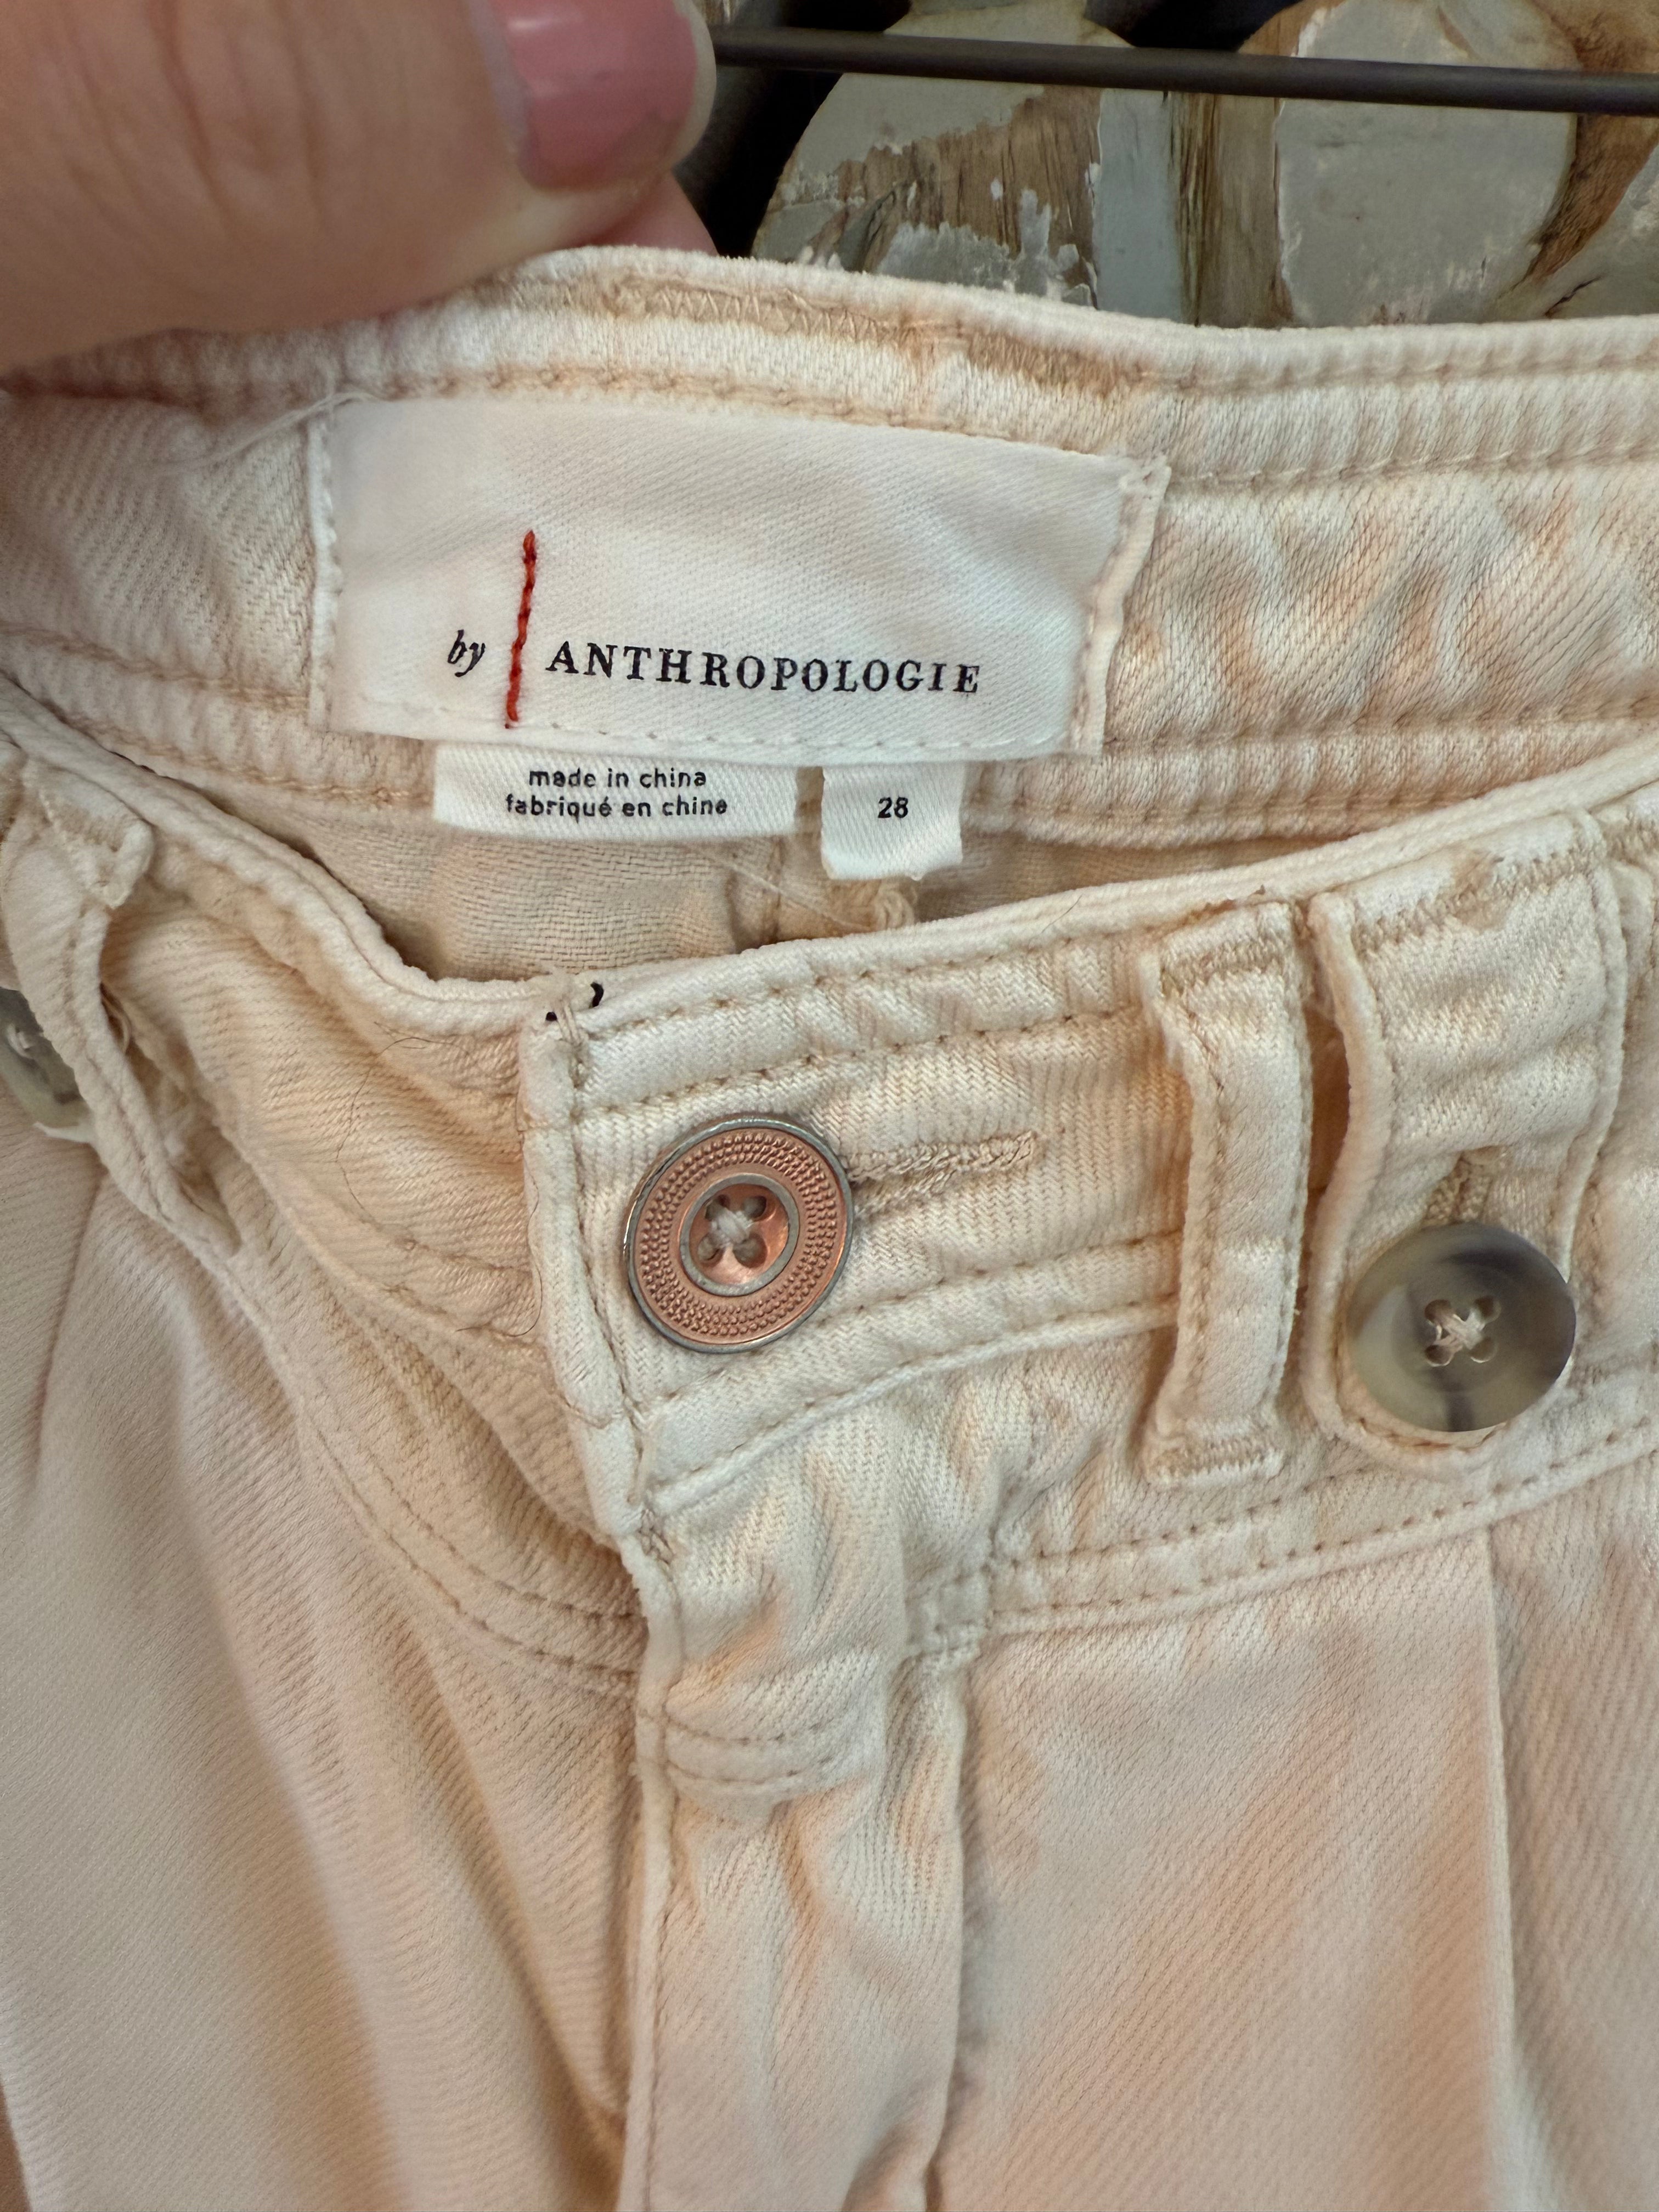 by ANTHROPOLOGIE
made in china
fabriqué en chine
28